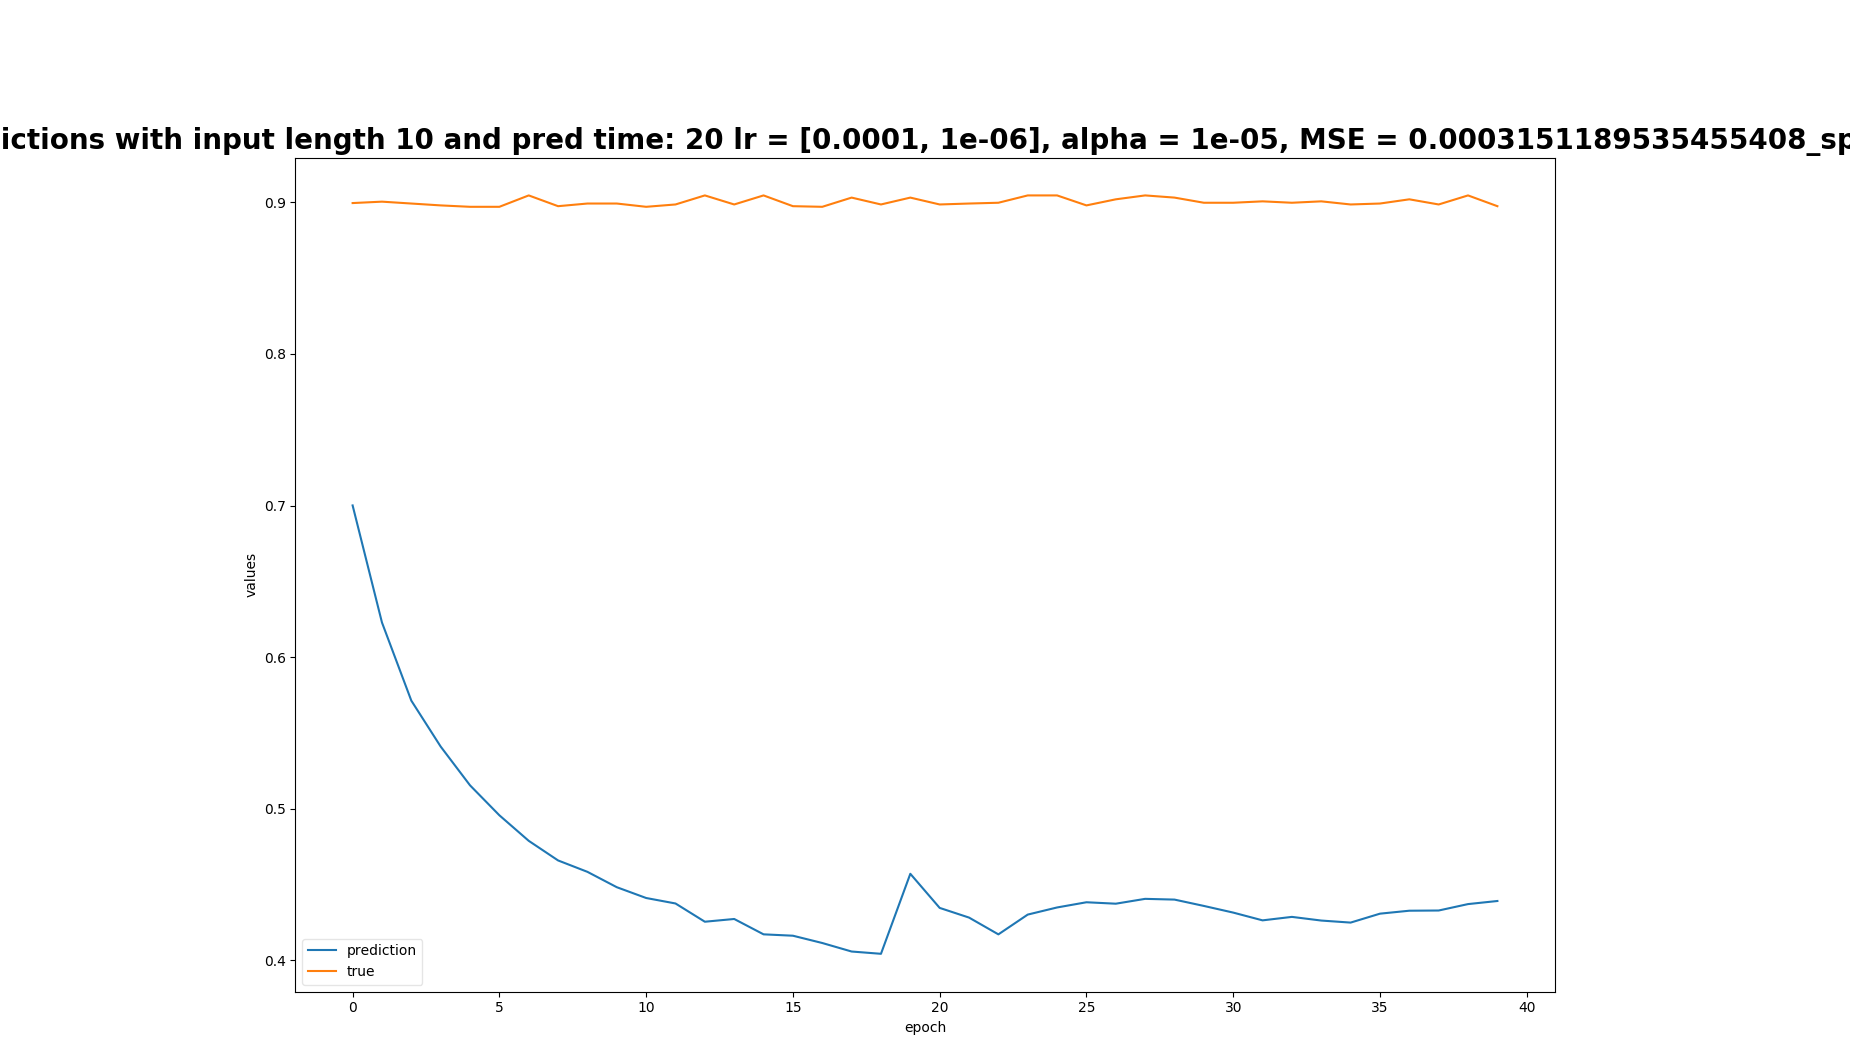 ictions with input length 10 and pred time: 20 lr = [0.0001, 1e-06], alpha = 1e-05, MSE = 0.0003151189535455408_sp
0.9
0.8
0.7
0.6
0.5
0.4
values
prediction
true
0 5 10 15 20 25 30 35 40
epoch